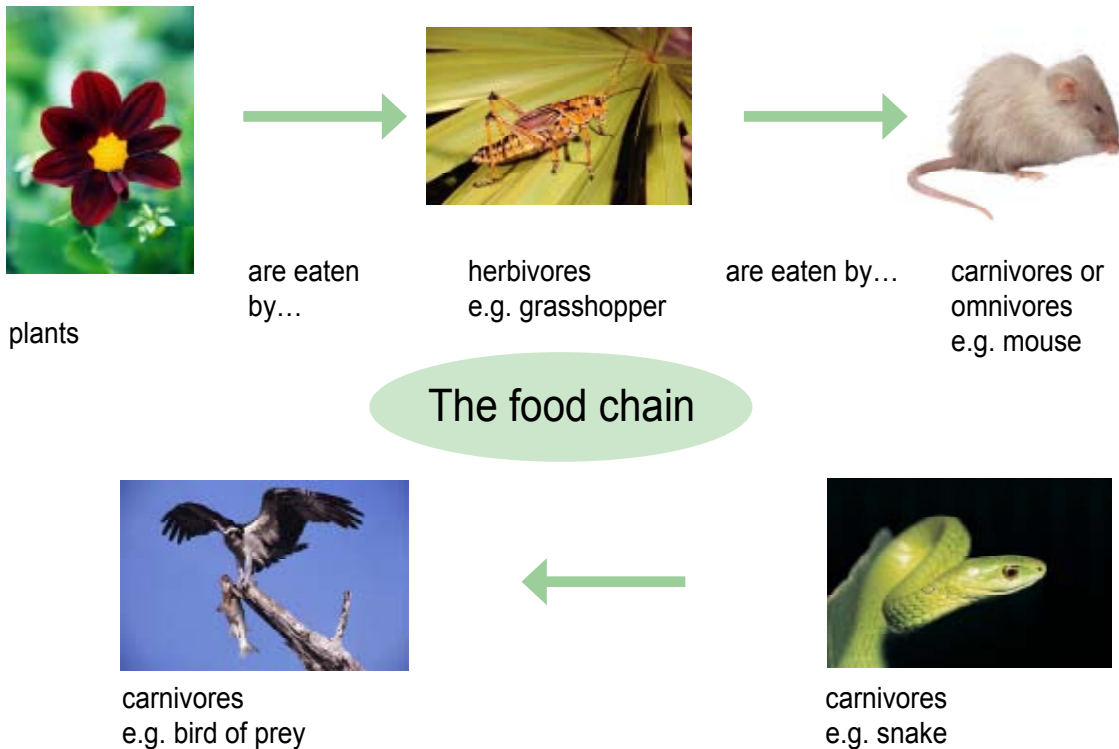 plants
are eaten
by…
herbivores
e.g. grasshopper
are eaten by…
carnivores or
omnivores
e.g. mouse
The food chain
carnivores
e.g. bird of prey
carnivores
e.g. snake